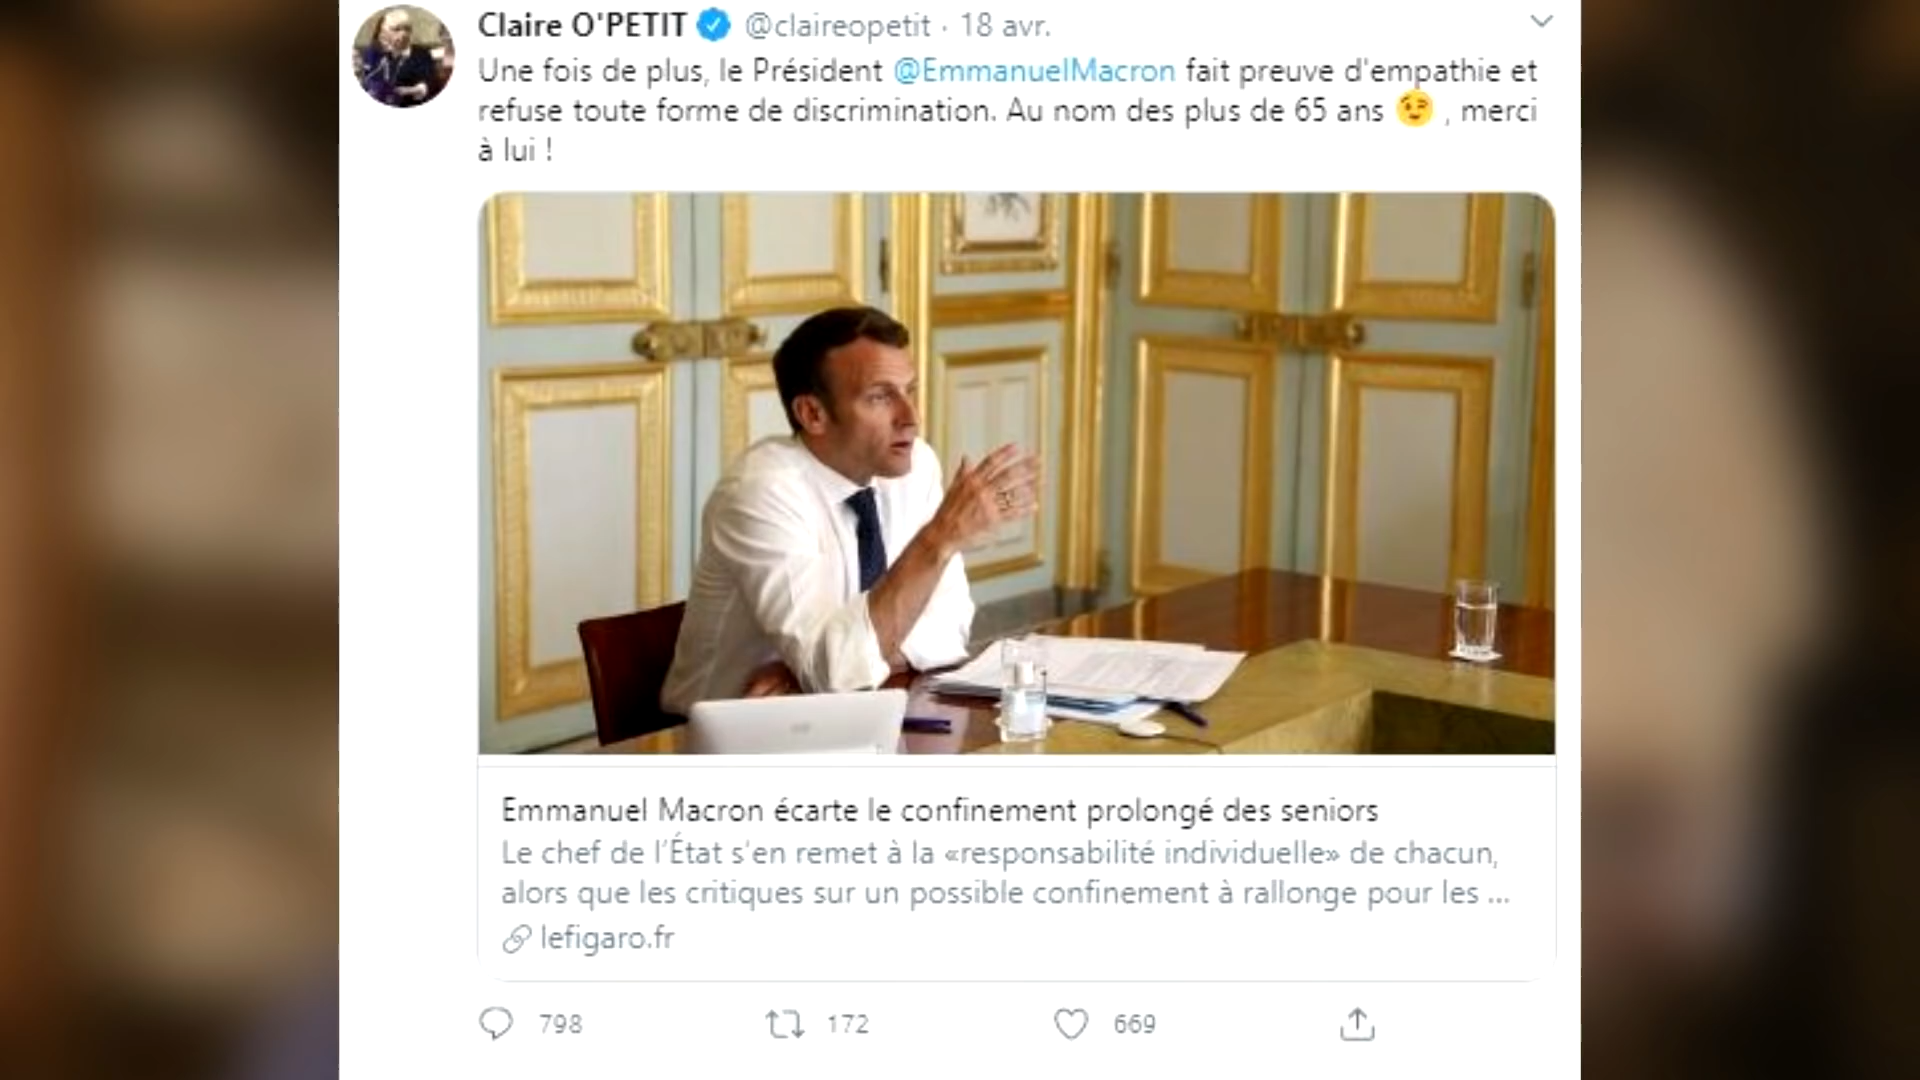 Claire O'PETIT @claireopetit · 18 avr.
Une fois de plus, le Président @EmmanuelMacron fait preuve d'empathie et
refuse toute forme de discrimination. Au nom des plus de 65 ans 😉 , merci
à lui !
Emmanuel Macron écarte le confinement prolongé des seniors
Le chef de l'État s'en remet à la «responsabilité individuelle» de chacun,
alors que les critiques sur un possible confinement à rallonge pour les ...
lefigaro.fr
798 172 669